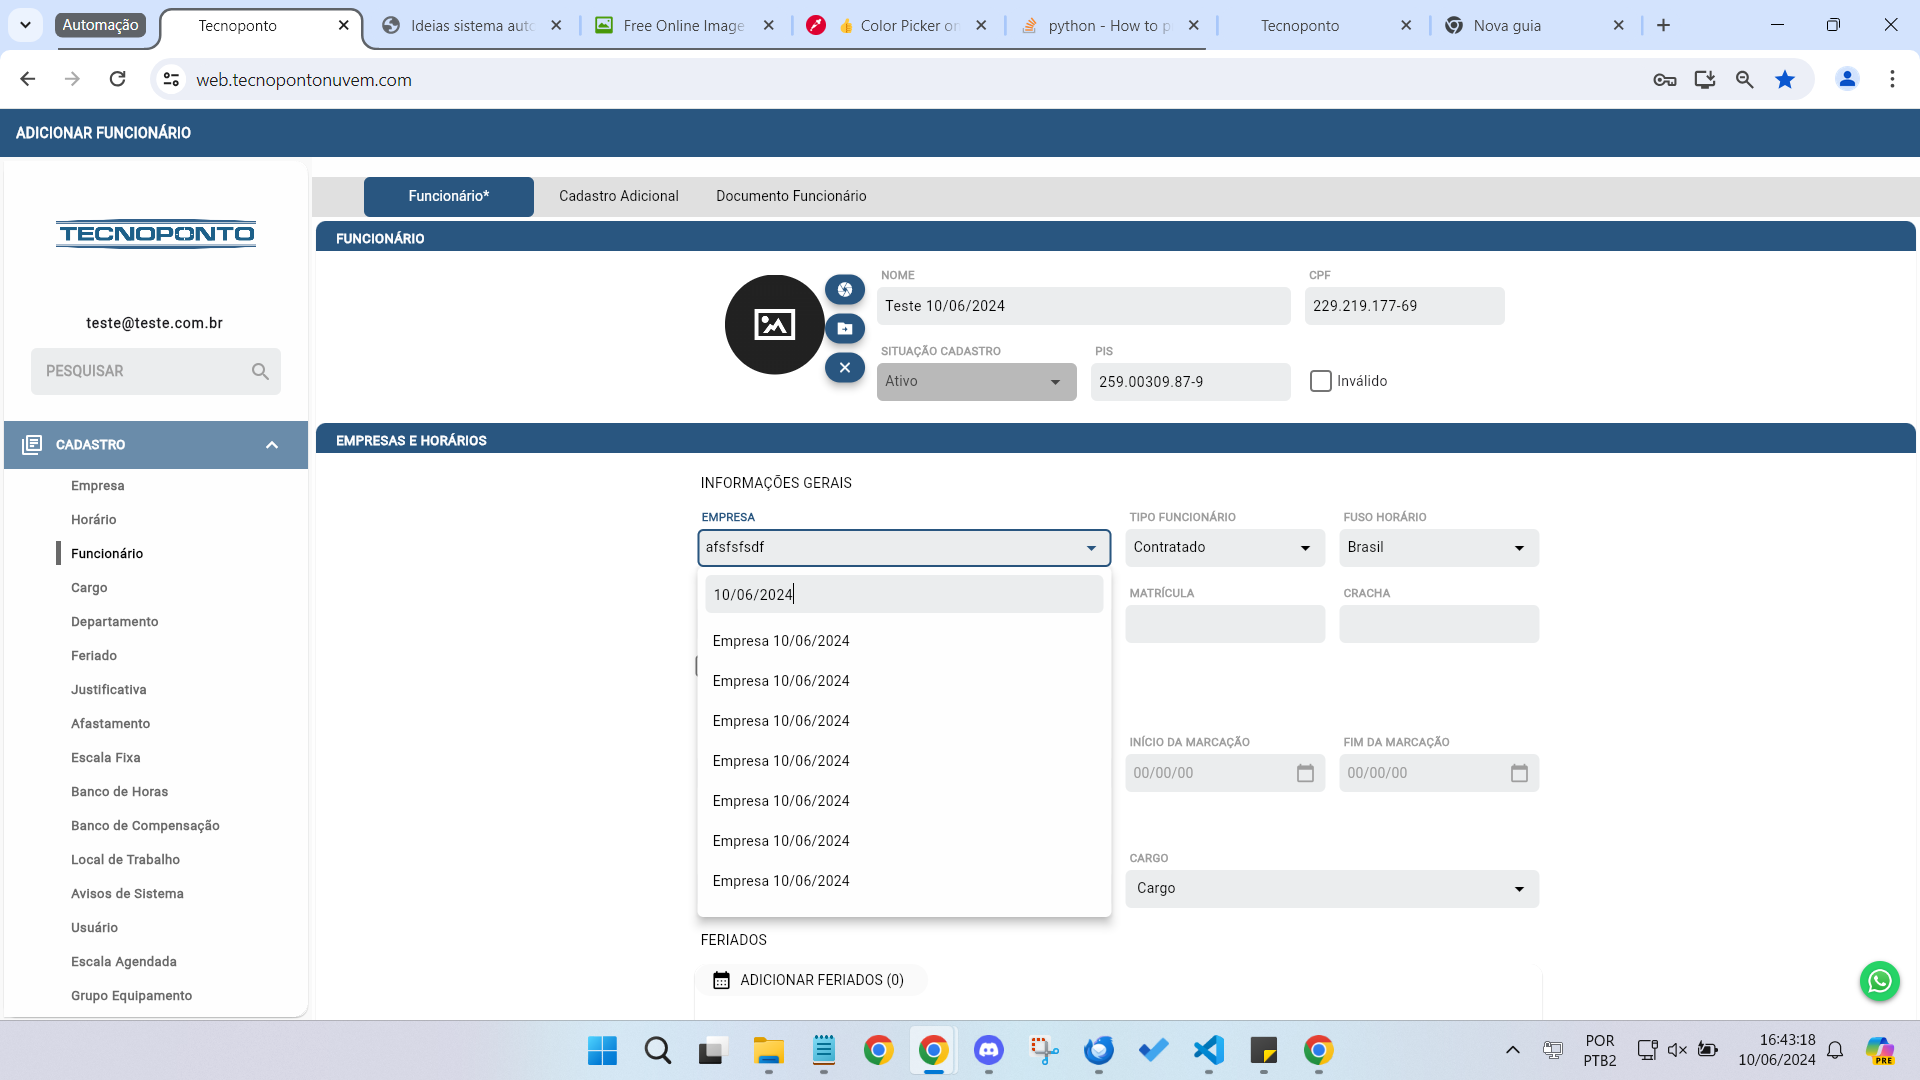 Automação
Tecnoponto
Ideias sistema auto
Free Online Image
👍 Color Picker on
python - How to p
Tecnoponto
Nova guia
web.tecnopontonuvem.com
ADICIONAR FUNCIONÁRIO
TECNOPONTO
teste@teste.com.br
PESQUISAR
CADASTRO
Empresa
Horário
Funcionário
Cargo
Departamento
Feriado
Justificativa
Afastamento
Escala Fixa
Banco de Horas
Banco de Compensação
Local de Trabalho
Avisos de Sistema
Usuário
Escala Agendada
Grupo Equipamento
Funcionário*
Cadastro Adicional
Documento Funcionário
FUNCIONÁRIO
NOME
Teste 10/06/2024
CPF
229.219.177-69
SITUAÇÃO CADASTRO
Ativo
PIS
259.00309.87-9
Inválido
EMPRESAS E HORÁRIOS
INFORMAÇÕES GERAIS
EMPRESA
afsfsfsdf
TIPO FUNCIONÁRIO
Contratado
FUSO HORÁRIO
Brasil
10/06/2024
Empresa 10/06/2024
Empresa 10/06/2024
Empresa 10/06/2024
Empresa 10/06/2024
Empresa 10/06/2024
Empresa 10/06/2024
Empresa 10/06/2024
MATRÍCULA
CRACHA
INÍCIO DA MARCAÇÃO
00/00/00
FIM DA MARCAÇÃO
00/00/00
CARGO
Cargo
FERIADOS
ADICIONAR FERIADOS (0)
POR
PTB2
16:43:18
10/06/2024
PRE